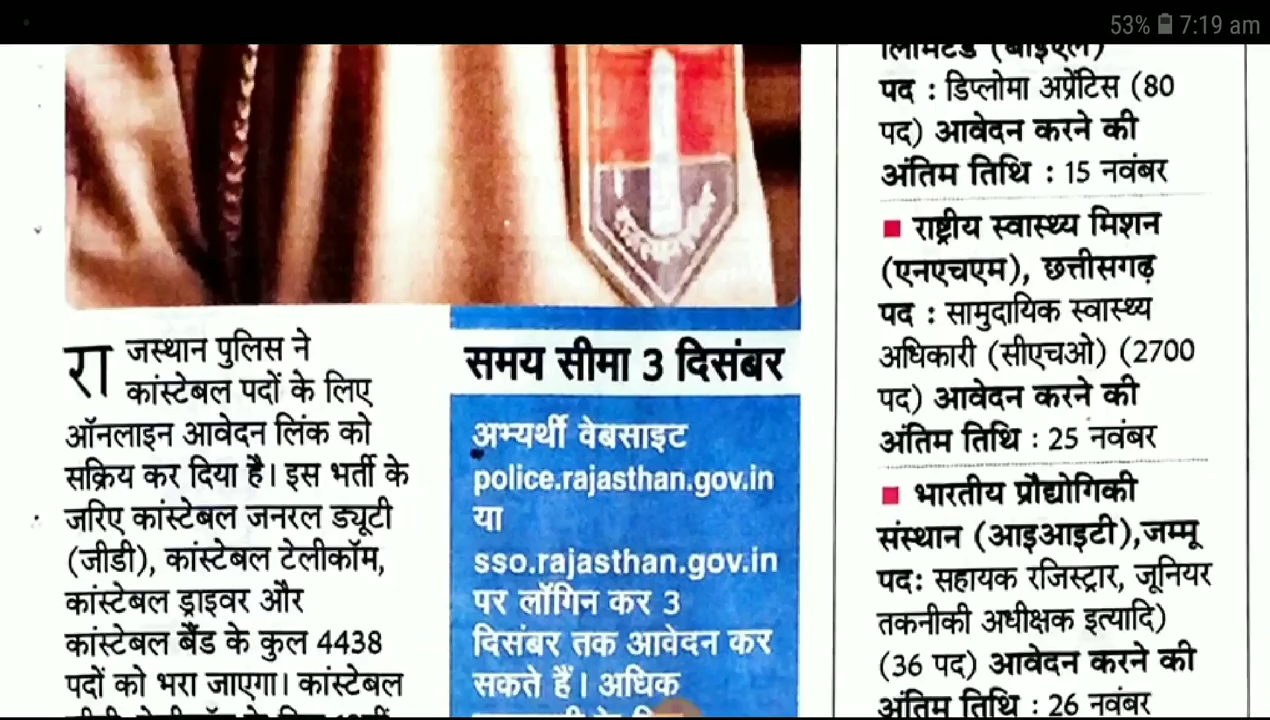 53% 7:19 am
राजस्थान पुलिस ने
कांस्टेबल पदों के लिए
ऑनलाइन आवेदन लिंक को
सक्रिय कर दिया है। इस भर्ती के
जरिए कांस्टेबल जनरल ड्यूटी
(जीडी), कांस्टेबल टेलीकॉम,
कांस्टेबल ड्राइवर और
कांस्टेबल बैंड के कुल 4438
पदों को भरा जाएगा। कांस्टेबल
समय सीमा 3 दिसंबर
अभ्यर्थी वेबसाइट
police.rajasthan.gov.in
या
sso.rajasthan.gov.in
पर लॉगिन कर 3
दिसंबर तक आवेदन कर
सकते हैं। अधिक
लिमिटेड (बीईएल)
पद : डिप्लोमा अप्रेंटिस (80
पद) आवेदन करने की
अंतिम तिथि : 15 नवंबर
राष्ट्रीय स्वास्थ्य मिशन
(एनएचएम), छत्तीसगढ़
पद : सामुदायिक स्वास्थ्य
अधिकारी (सीएचओ) (2700
पद) आवेदन करने की
अंतिम तिथि : 25 नवंबर
भारतीय प्रौद्योगिकी
संस्थान (आइआइटी),जम्मू
पदः सहायक रजिस्ट्रार, जूनियर
तकनीकी अधीक्षक इत्यादि)
(36 पद) आवेदन करने की
अंतिम तिथि : 26 नवंबर